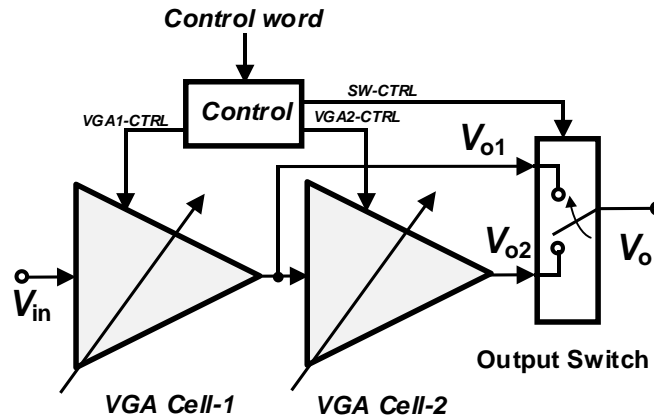 Control word
Control
SW-CTRL
VGA1-CTRL
VGA2-CTRL
Vo1
Vo2
Vin
Vo
Output Switch
VGA Cell-1
VGA Cell-2